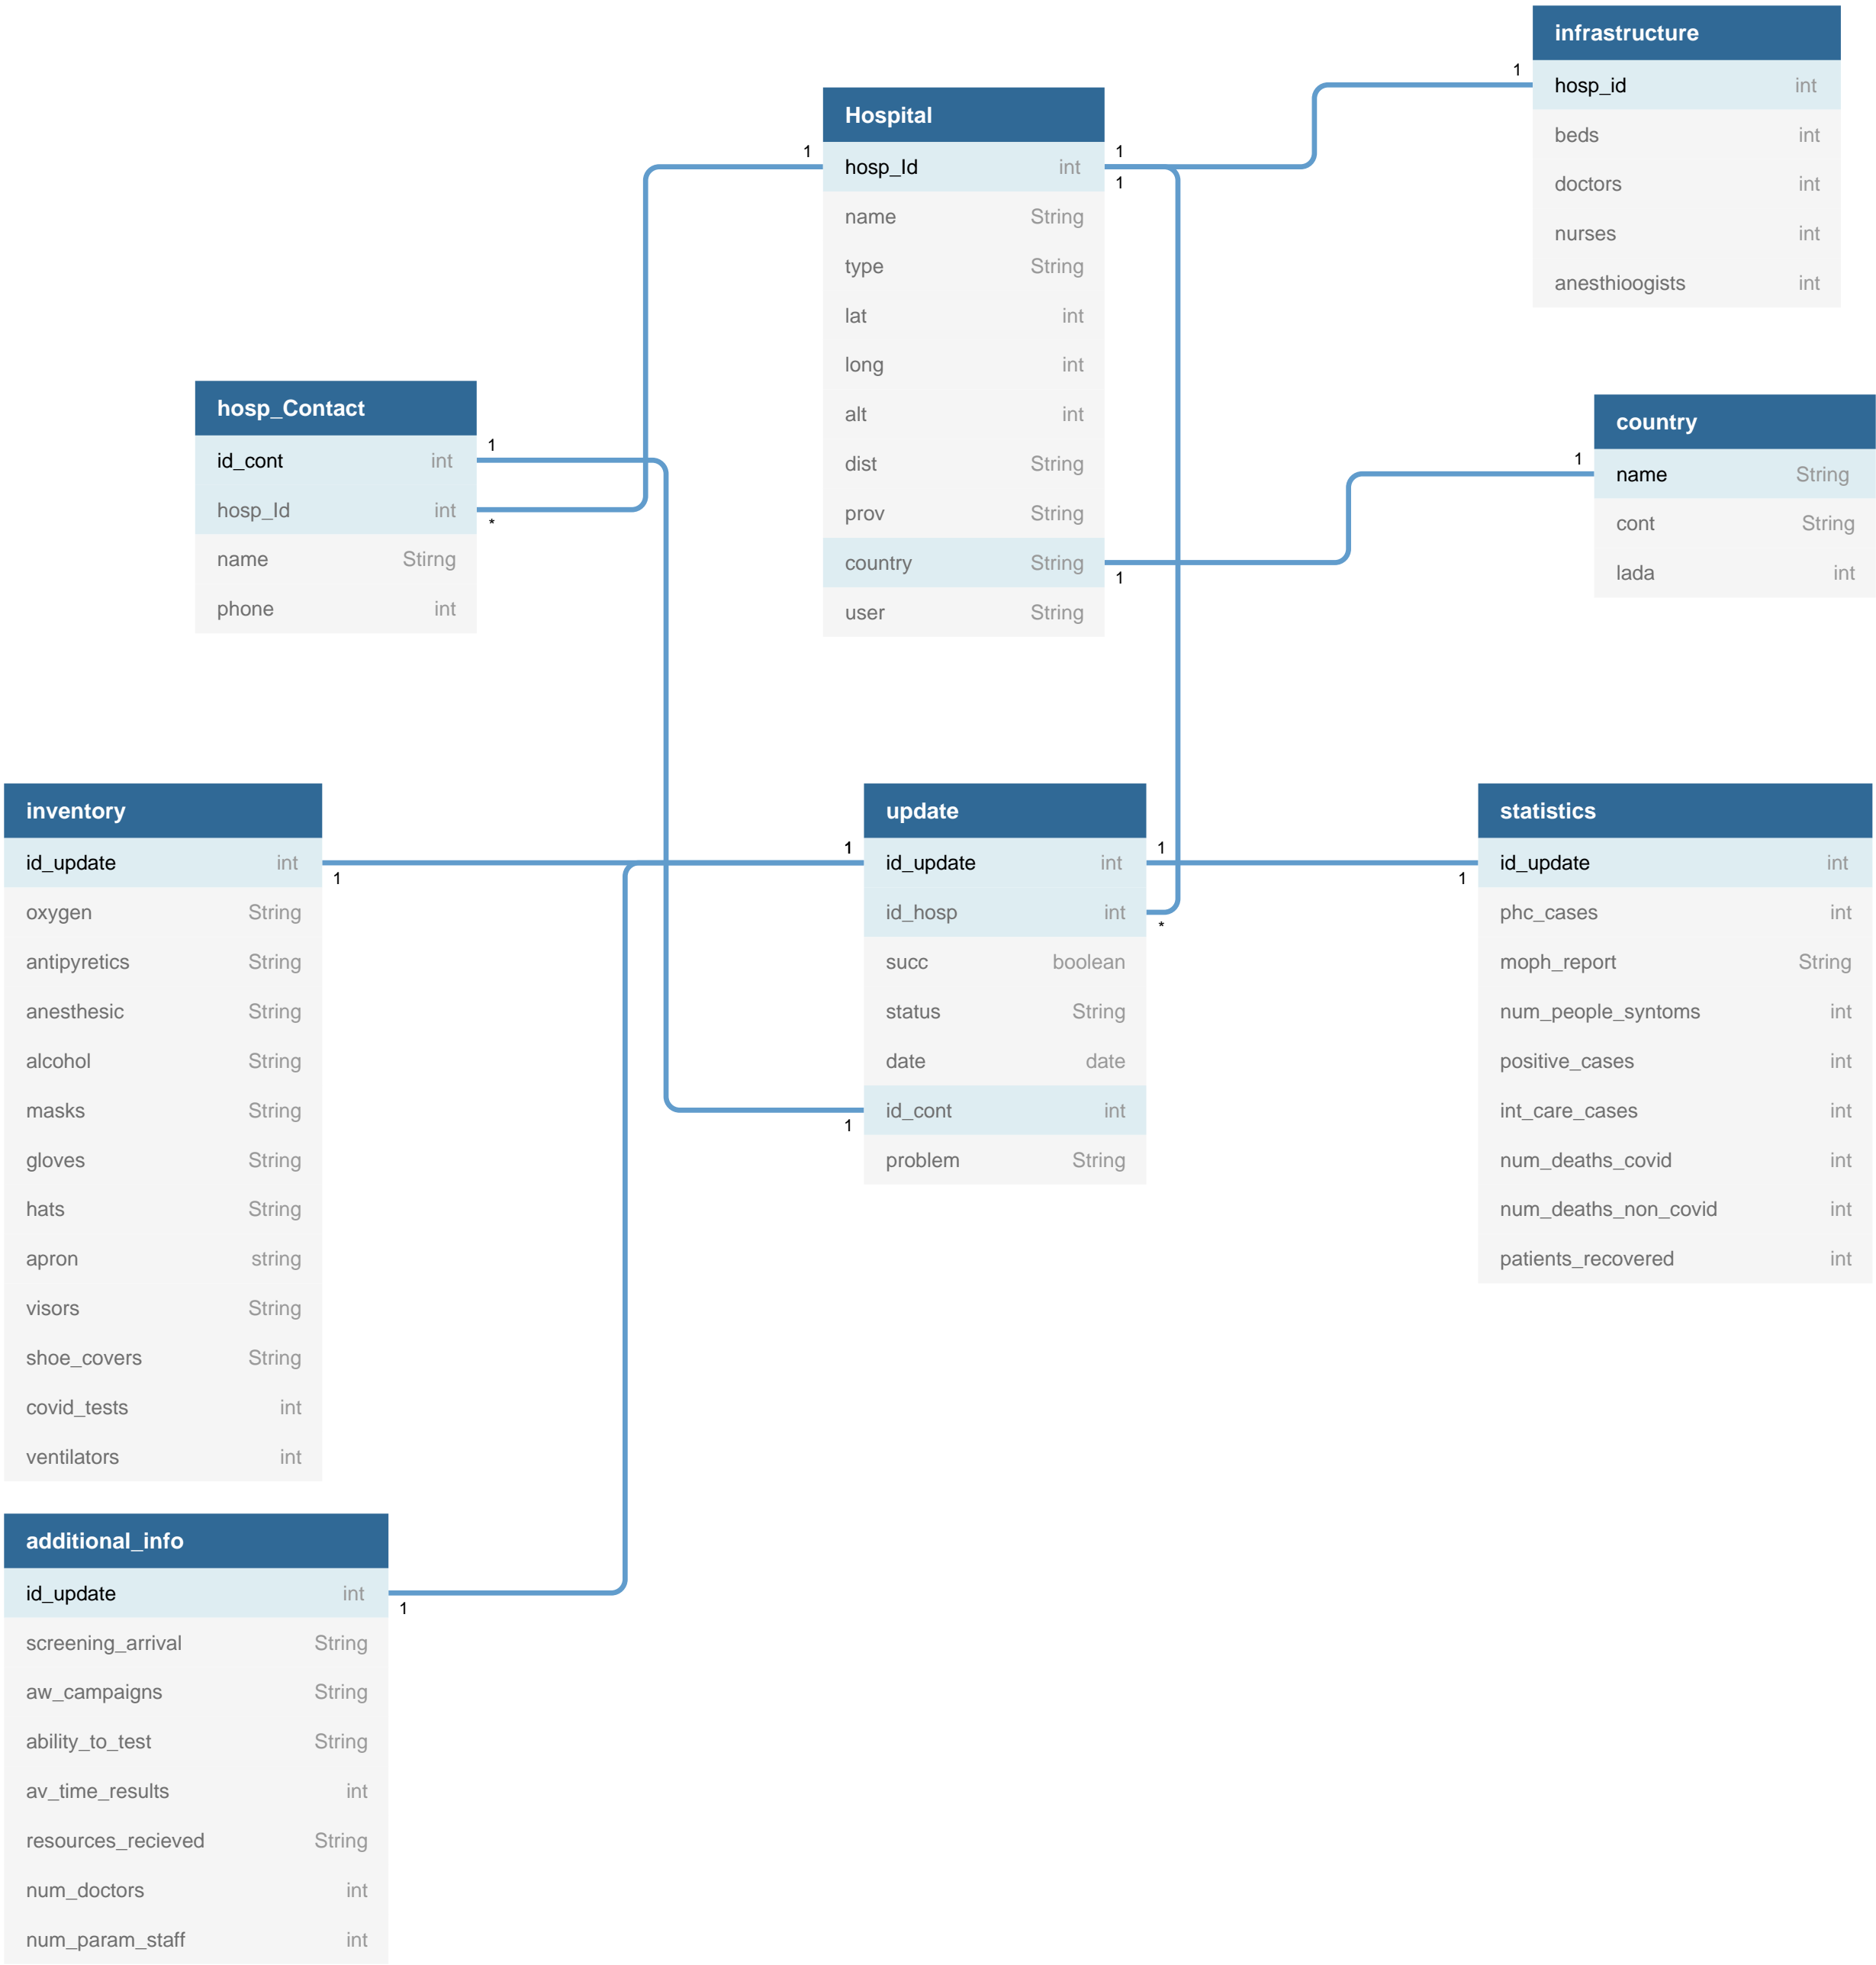 infrastructure
1
hosp_id int
beds int
doctors int
nurses int
anesthioogists int
Hospital
1 1
hosp_Id int
1
name String
type String
lat int
long int
alt int
dist String
prov String
country String
1
user String
hosp_Contact
1
id_cont int
hosp_Id int
*
name Stirng
phone int
country
1
name String
cont String
lada int
inventory
id_update int
1
oxygen String
antipyretics String
anesthesic String
alcohol String
masks String
gloves String
hats String
apron string
visors String
shoe_covers String
covid_tests int
ventilators int
update
1 1
id_update int
id_hosp int
*
succ boolean
status String
date date
id_cont int
1
problem String
statistics
id_update int
1
phc_cases int
moph_report String
num_people_syntoms int
positive_cases int
int_care_cases int
num_deaths_covid int
num_deaths_non_covid int
patients_recovered int
additional_info
id_update int
1
screening_arrival String
aw_campaigns String
ability_to_test String
av_time_results int
resources_recieved String
num_doctors int
num_param_staff int